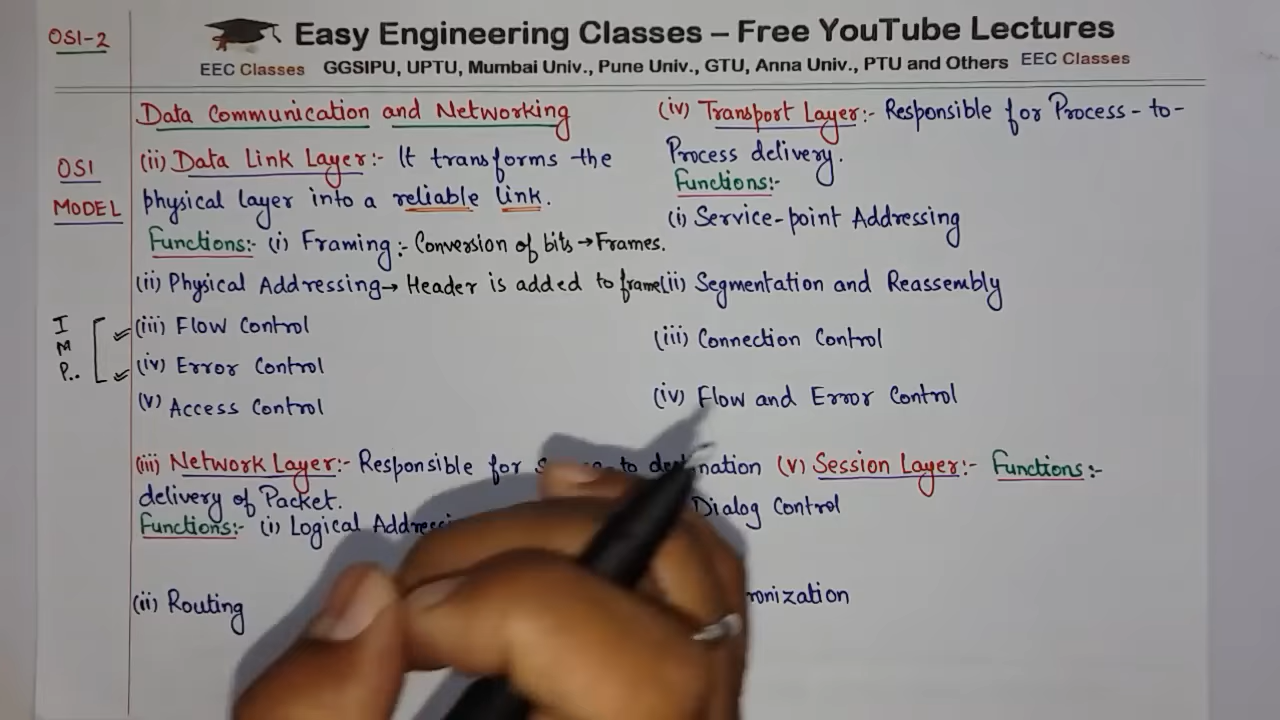 OSI-2
Easy Engineering Classes – Free YouTube Lectures
EEC Classes GGSIPU, UPTU, Mumbai Univ., Pune Univ., GTU, Anna Univ., PTU and Others EEC Classes
OSI
MODEL
I
M
P..
Data Communication and Networking
(ii) Data Link Layer:- It transforms the
physical layer into a reliable link.
Functions:- (i) Framing:- Conversion of bits → Frames.
(ii) Physical Addressing → Header is added to frame
(iii) Flow Control
(iv) Error Control
(v) Access Control
(iii) Network Layer:- Responsible for to destination
delivery of Packet.
Functions:- (i) Logical Addressing
(ii) Routing
(iv) Transport Layer:- Responsible for Process-to-
Process delivery.
Functions:-
(i) Service-point Addressing
(ii) Segmentation and Reassembly
(iii) Connection Control
(iv) Flow and Error Control
(v) Session Layer:- Functions:-
Dialog Control
ronization